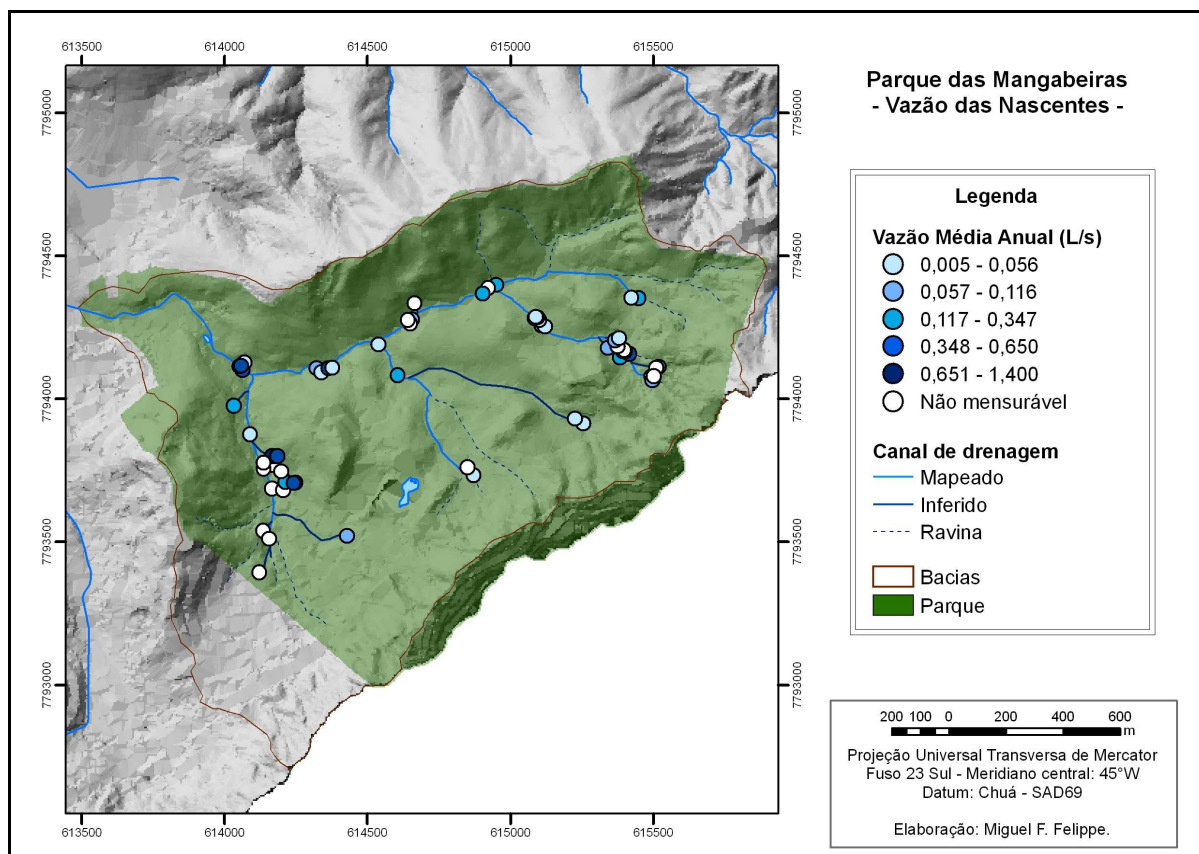 613500 614000 614500 615000 615500
7795000
7795000
7794500
7794500
7794000
7794000
7793500
7793500
7793000
7793000
613500 614000 614500 615000 615500
Parque das Mangabeiras
- Vazão das Nascentes -
Legenda
Vazão Média Anual (L/s)
0,005 - 0,056
0,057 - 0,116
0,117 - 0,347
0,348 - 0,650
0,651 - 1,400
Não mensurável
Canal de drenagem
Mapeado
Inferido
Ravina
Bacias
Parque
200 100 0 200 400 600
m
Projeção Universal Transversa de Mercator
Fuso 23 Sul - Meridiano central: 45°W
Datum: Chuá - SAD69
Elaboração: Miguel F. Felippe.